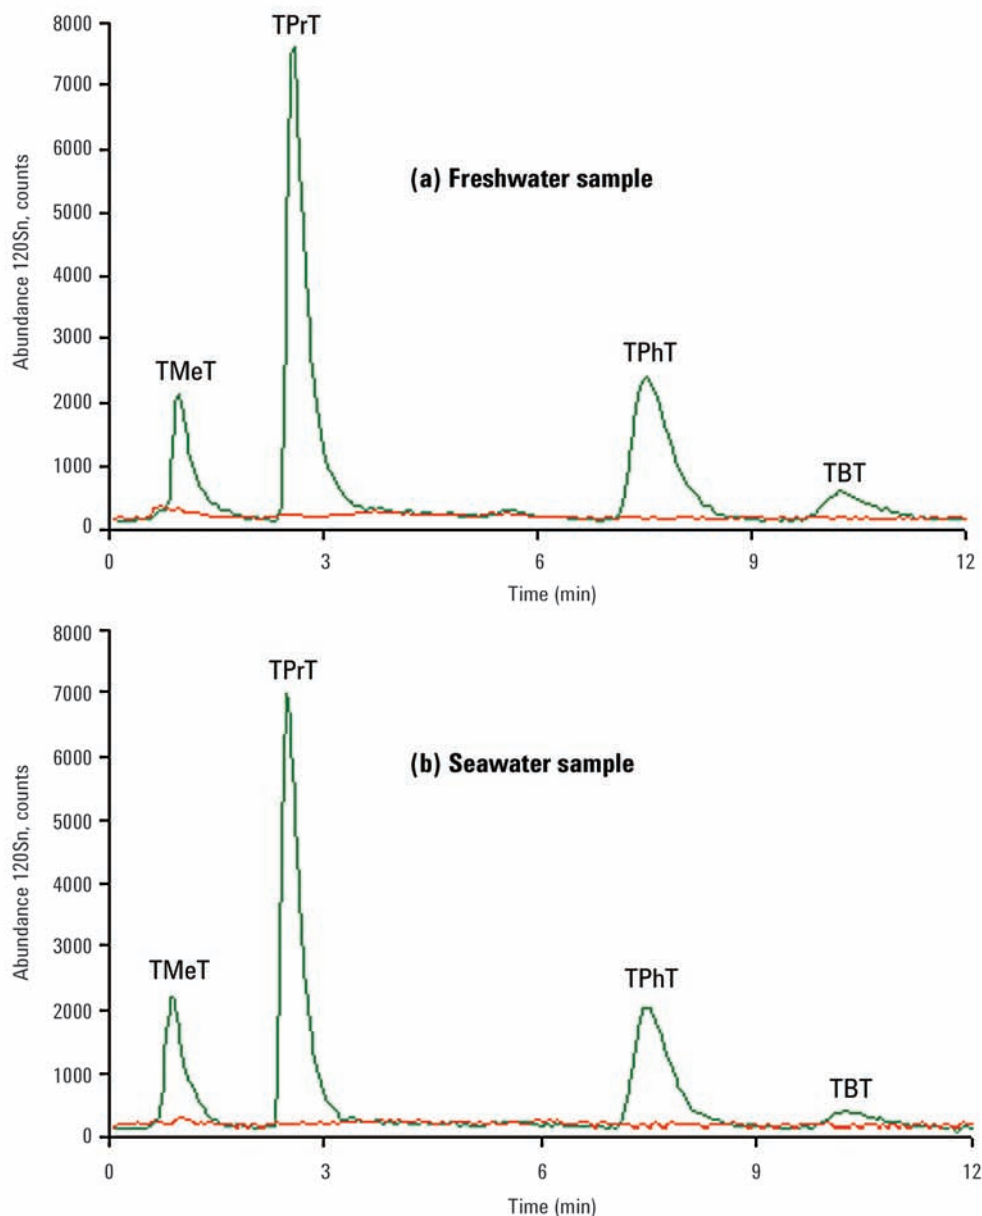 8000
7000
6000
5000
4000
3000
2000
1000
0
Abundance 120Sn, counts
TPrT
(a) Freshwater sample
TMeT
TPhT
TBT
0 3 6 9 12
Time (min)
8000
7000
6000
5000
4000
3000
2000
1000
0
Abundance 120Sn, counts
TPrT
(b) Seawater sample
TMeT
TPhT
TBT
0 3 6 9 12
Time (min)